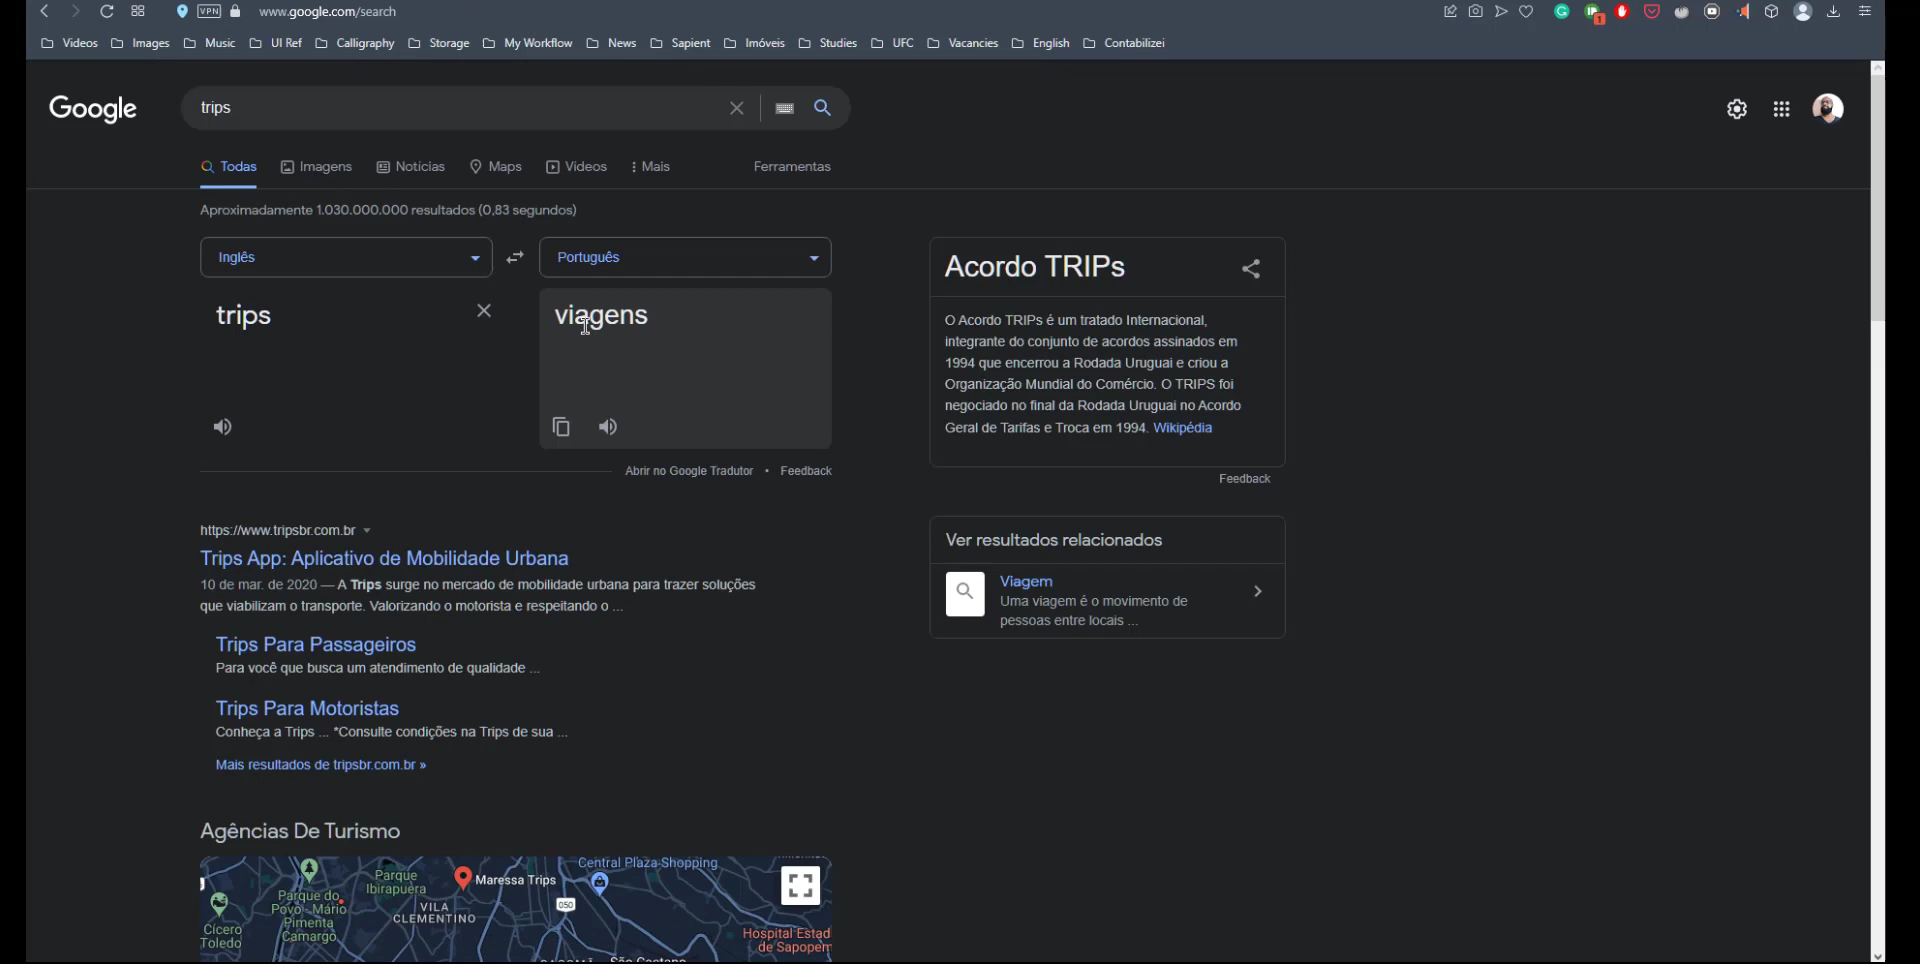 VPN
www.google.com/search
1
Videos
Images
Music
UI Ref
Calligraphy
Storage
My Workflow
News
Sapient
Imóveis
Studies
UFC
Vacancies
English
Contabilizei
Google
trips
Todas
Imagens
Notícias
Maps
Vídeos
Mais
Ferramentas
Aproximadamente 1.030.000.000 resultados (0,83 segundos)
Inglês
Português
trips
viagens
Abrir no Google Tradutor • Feedback
Acordo TRIPs
O Acordo TRIPs é um tratado Internacional,
integrante do conjunto de acordos assinados em
1994 que encerrou a Rodada Uruguai e criou a
Organização Mundial do Comércio. O TRIPS foi
negociado no final da Rodada Uruguai no Acordo
Geral de Tarifas e Troca em 1994. Wikipédia
Feedback
https://www.tripsbr.com.br
Trips App: Aplicativo de Mobilidade Urbana
10 de mar. de 2020 — A Trips surge no mercado de mobilidade urbana para trazer soluções
que viabilizam o transporte. Valorizando o motorista e respeitando o ...
Trips Para Passageiros
Para você que busca um atendimento de qualidade ...
Trips Para Motoristas
Conheça a Trips ... *Consulte condições na Trips de sua ...
Mais resultados de tripsbr.com.br »
Ver resultados relacionados
Viagem
Uma viagem é o movimento de
pessoas entre locais ...
Agências De Turismo
Central Plaza Shopping
Parque
Ibirapuera
Maressa Trips
Parque do
Povo - Mário
Pimenta
Camargo
VILA
CLEMENTINO
050
Cícero
Toledo
Hospital Estad
de Sapopem
São Caetano